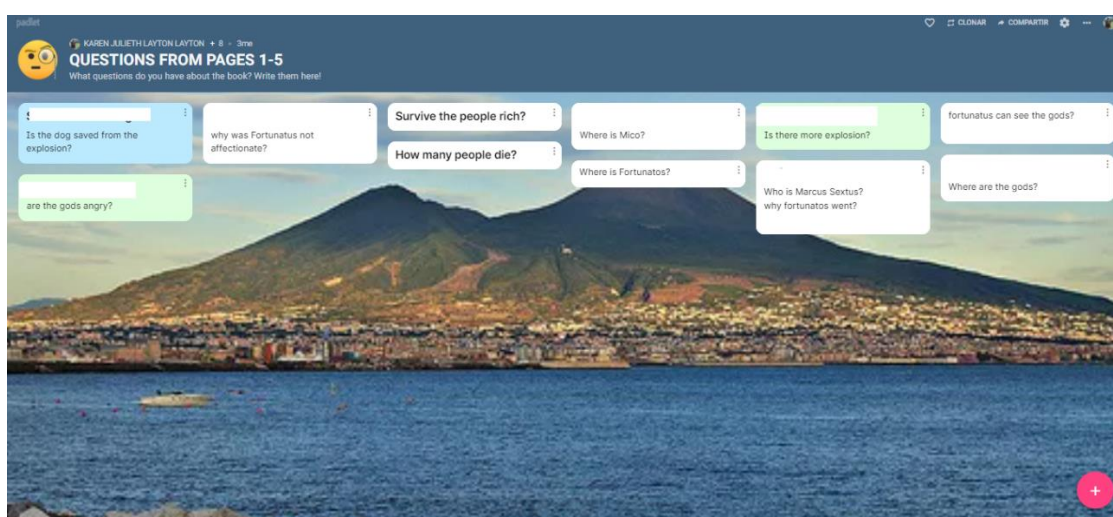 padlet
CLONAR
COMPARTIR
KAREN JULIETH LAYTON LAYTON + 8 · 3me
QUESTIONS FROM PAGES 1-5
What questions do you have about the book? Write them here!
Is the dog saved from the
explosion?
are the gods angry?
why was Fortunatus not
affectionate?
Survive the people rich?
How many people die?
Where is Mico?
Where is Fortunatos?
Is there more explosion?
Who is Marcus Sextus?
why fortunatos went?
fortunatus can see the gods?
Where are the gods?